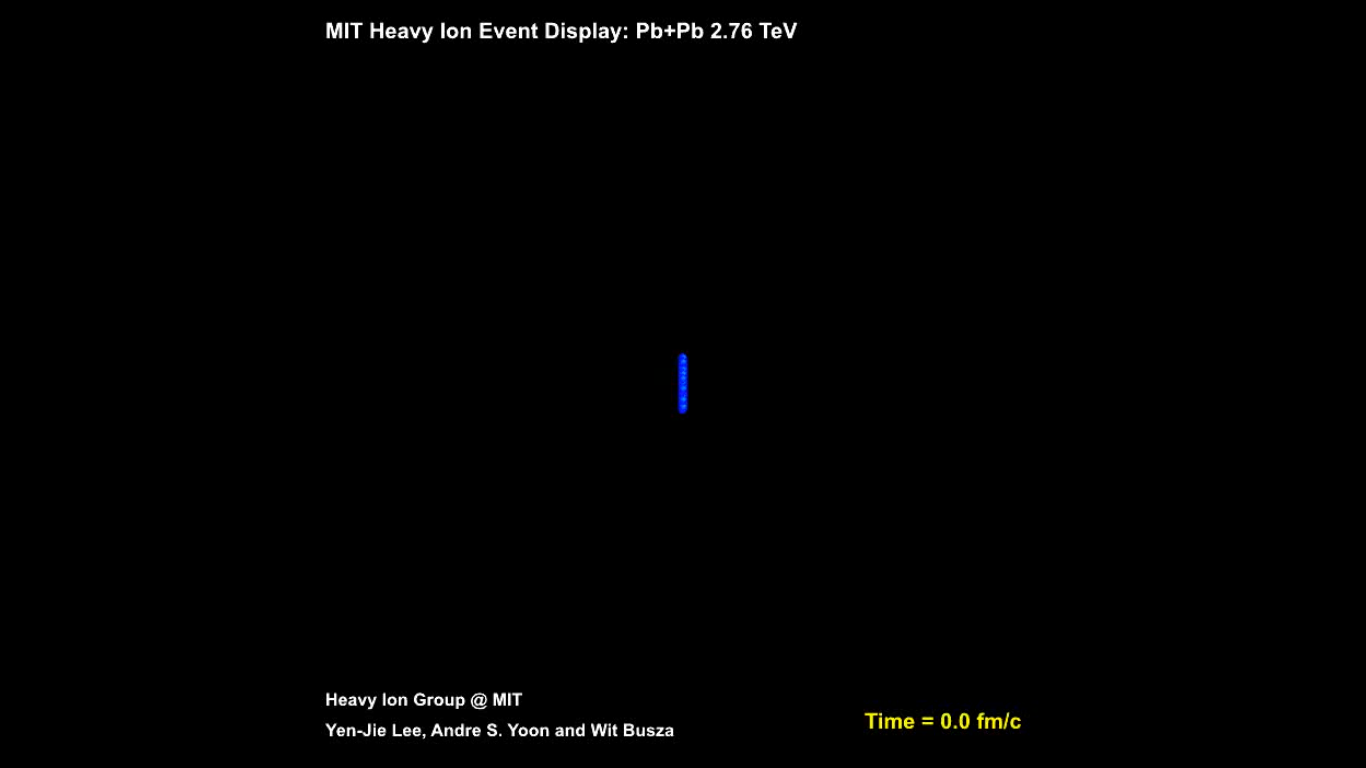 MIT Heavy Ion Event Display: Pb+Pb 2.76 TeV
Heavy Ion Group @ MIT
Yen-Jie Lee, Andre S. Yoon and Wit Busza
Time = 0.0 fm/c